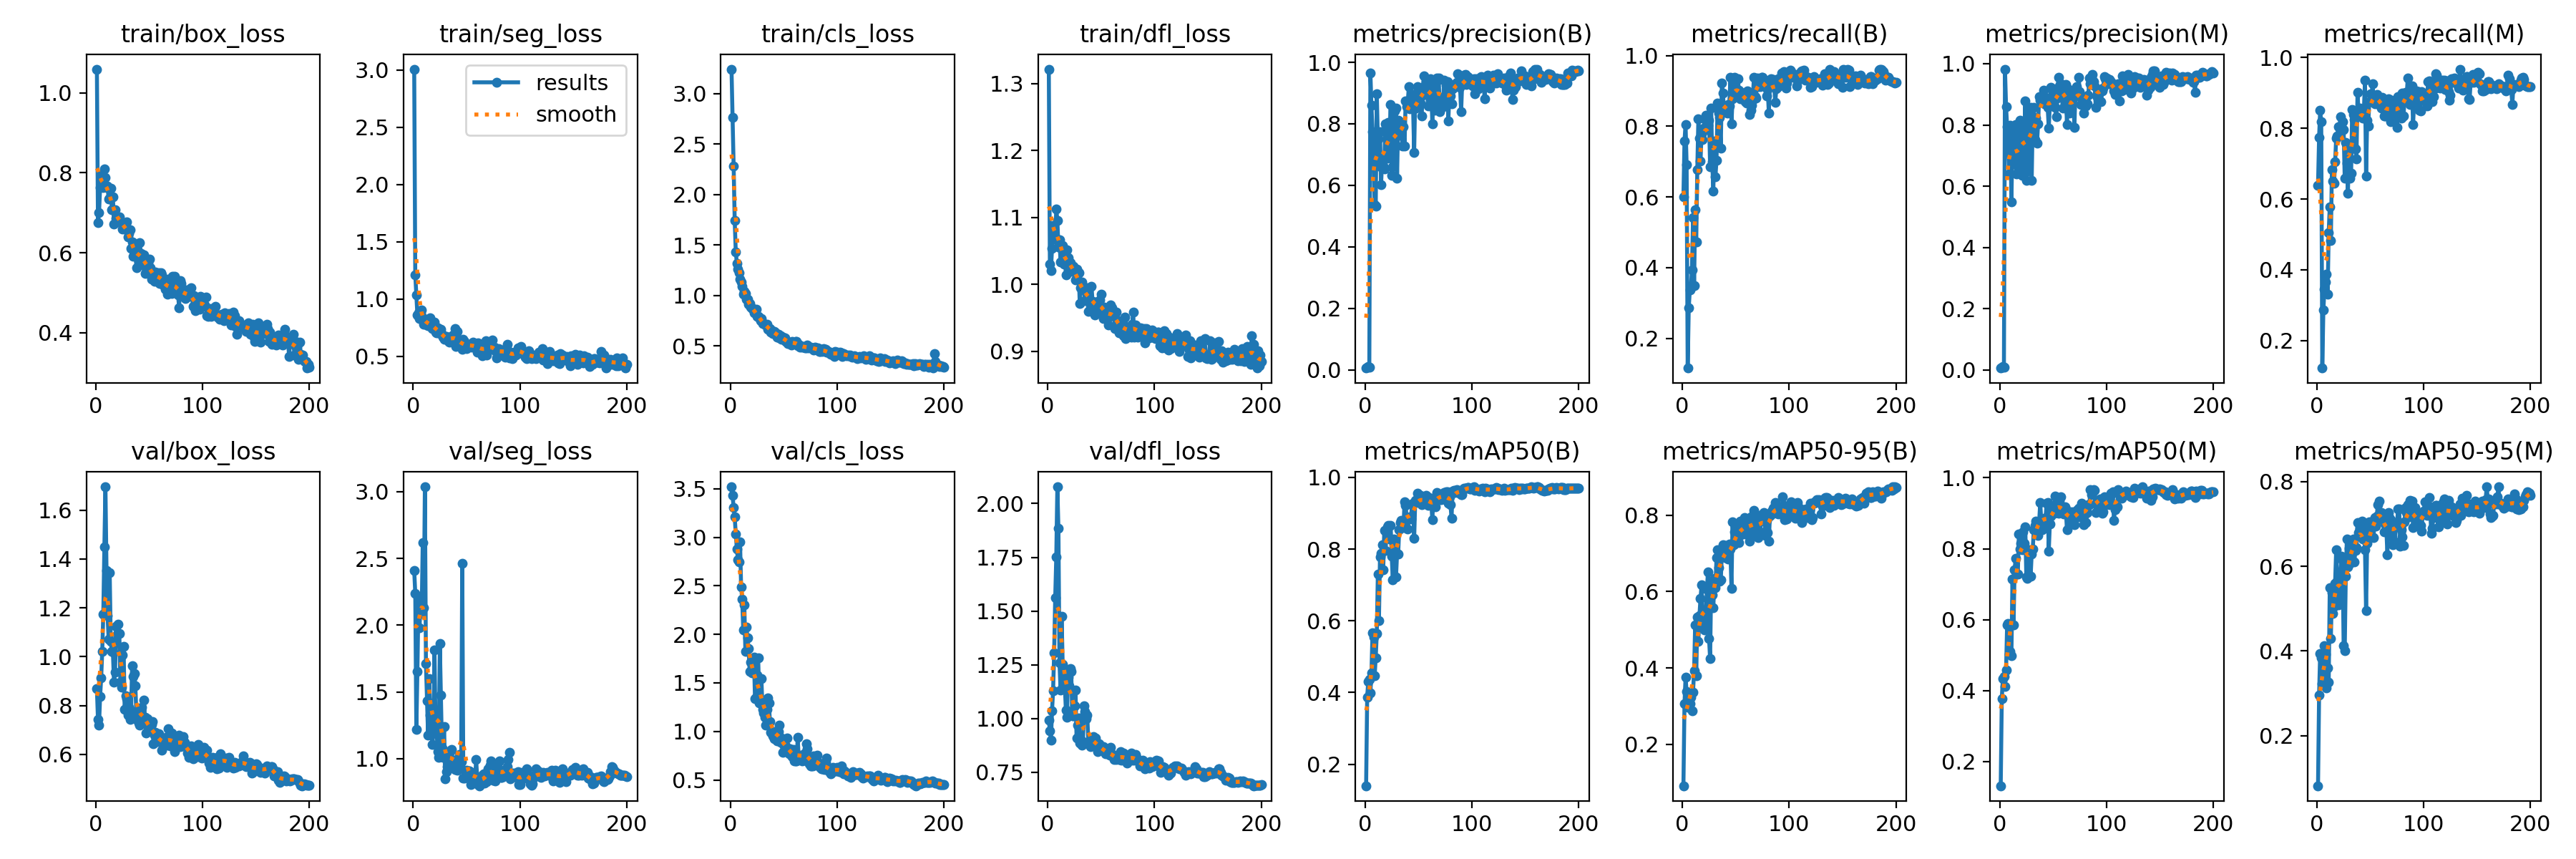 train/box_loss
train/seg_loss
train/cls_loss
train/dfl_loss
metrics/precision(B)
metrics/recall(B)
metrics/precision(M)
metrics/recall(M)
results
smooth
1.0
0.8
0.6
0.4
0 100 200
3.0
2.5
2.0
1.5
1.0
0.5
0 100 200
3.0
2.5
2.0
1.5
1.0
0.5
0 100 200
1.3
1.2
1.1
1.0
0.9
0 100 200
1.0
0.8
0.6
0.4
0.2
0.0
0 100 200
1.0
0.8
0.6
0.4
0.2
0 100 200
1.0
0.8
0.6
0.4
0.2
0.0
0 100 200
1.0
0.8
0.6
0.4
0.2
0 100 200
val/box_loss
val/seg_loss
val/cls_loss
val/dfl_loss
metrics/mAP50(B)
metrics/mAP50-95(B)
metrics/mAP50(M)
metrics/mAP50-95(M)
1.6
1.4
1.2
1.0
0.8
0.6
0 100 200
3.0
2.5
2.0
1.5
1.0
0 100 200
3.5
3.0
2.5
2.0
1.5
1.0
0.5
0 100 200
2.00
1.75
1.50
1.25
1.00
0.75
0 100 200
1.0
0.8
0.6
0.4
0.2
0 100 200
0.8
0.6
0.4
0.2
0 100 200
1.0
0.8
0.6
0.4
0.2
0 100 200
0.8
0.6
0.4
0.2
0 100 200